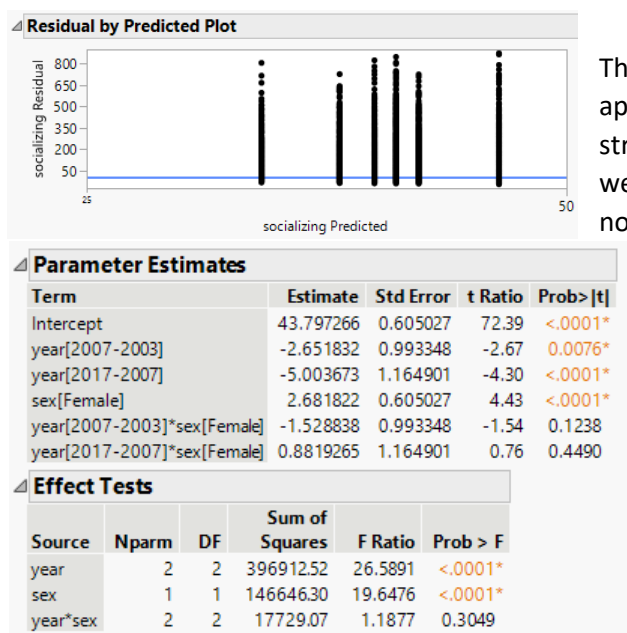 Residual by Predicted Plot
socializing Residual
800
650
500
350
200
50
25
50
socializing Predicted
Th
ap
str
we
no
Parameter Estimates
Term Estimate Std Error t Ratio Prob>|t|
Intercept 43.797266 0.605027 72.39 <.0001*
year[2007-2003] -2.651832 0.993348 -2.67 0.0076*
year[2017-2007] -5.003673 1.164901 -4.30 <.0001*
sex[Female] 2.681822 0.605027 4.43 <.0001*
year[2007-2003]*sex[Female] -1.528838 0.993348 -1.54 0.1238
year[2017-2007]*sex[Female] 0.8819265 1.164901 0.76 0.4490
Effect Tests
Sum of
Source Nparm DF Squares F Ratio Prob > F
year 2 2 396912.52 26.5891 <.0001*
sex 1 1 146646.30 19.6476 <.0001*
year*sex 2 2 17729.07 1.1877 0.3049